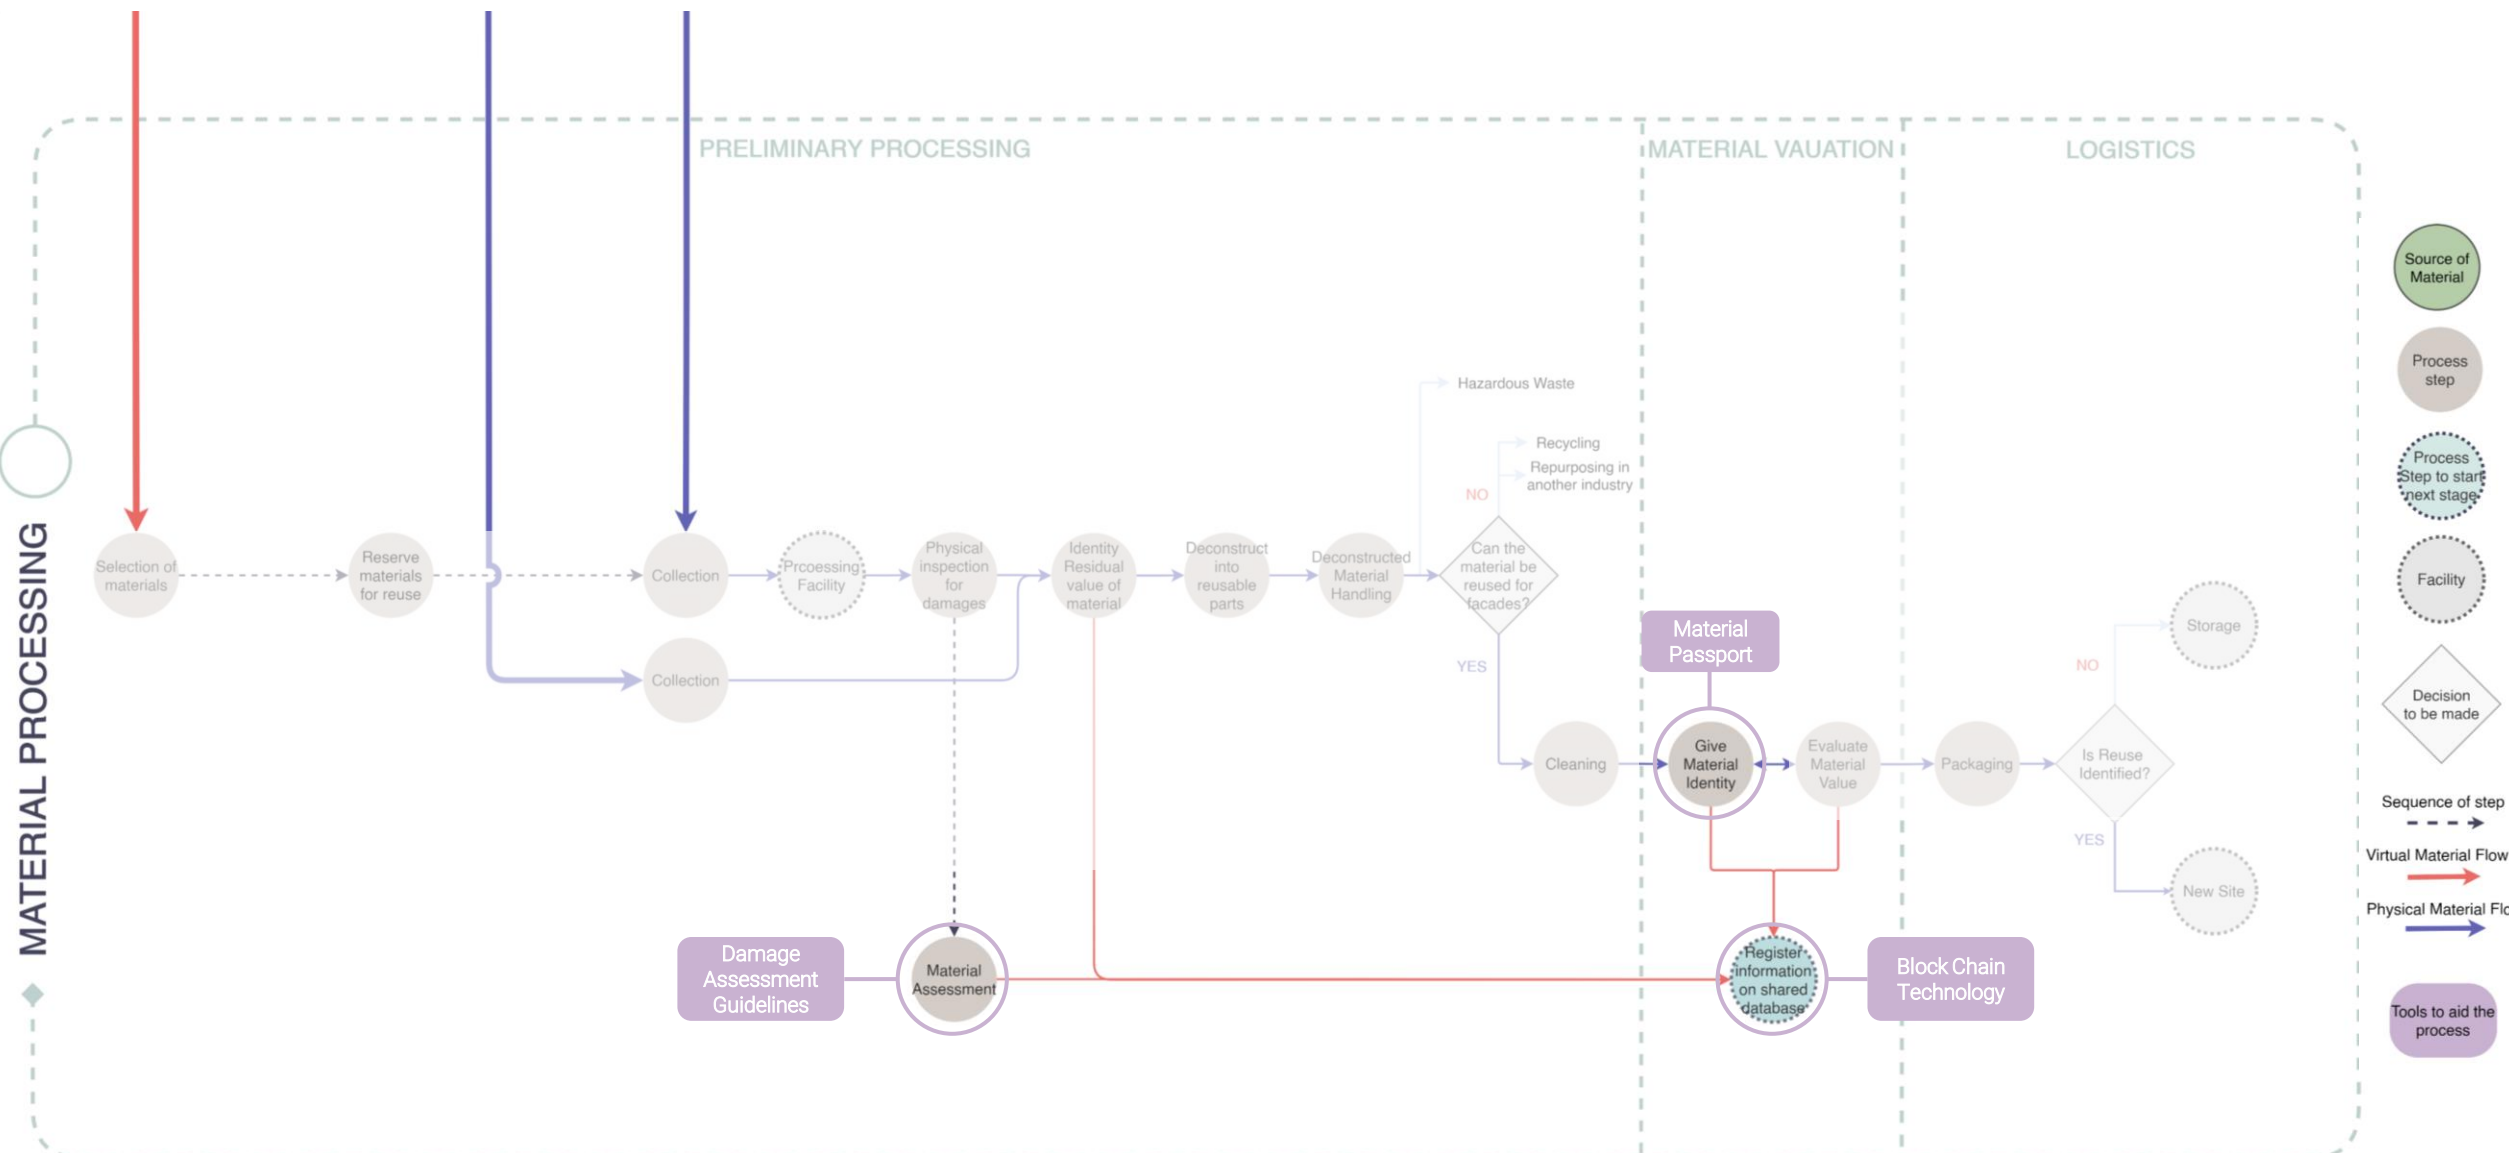 PRELIMINARY PROCESSING
MATERIAL VAUATION
LOGISTICS
MATERIAL PROCESSING
Selection of
materials
Reserve
materials
for reuse
Collection
Collection
Prcoessing
Facility
Physical
inspection
for
damages
Identity
Residual
value of
material
Deconstruct
into
reusable
parts
Deconstructed
Material
Handling
Hazardous Waste
Recycling
Repurposing in
another industry
NO
Can the
material be
reused for
facades?
YES
Cleaning
Material
Passport
Give
Material
Identity
Evaluate
Material
Value
Packaging
Is Reuse
Identified?
NO
Storage
YES
New Site
Damage
Assessment
Guidelines
Material
Assessment
Register
information
on shared
database
Block Chain
Technology
Source of
Material
Process
step
Process
Step to start
next stage
Facility
Decision
to be made
Sequence of step
Virtual Material Flow
Physical Material Flo
Tools to aid the
process